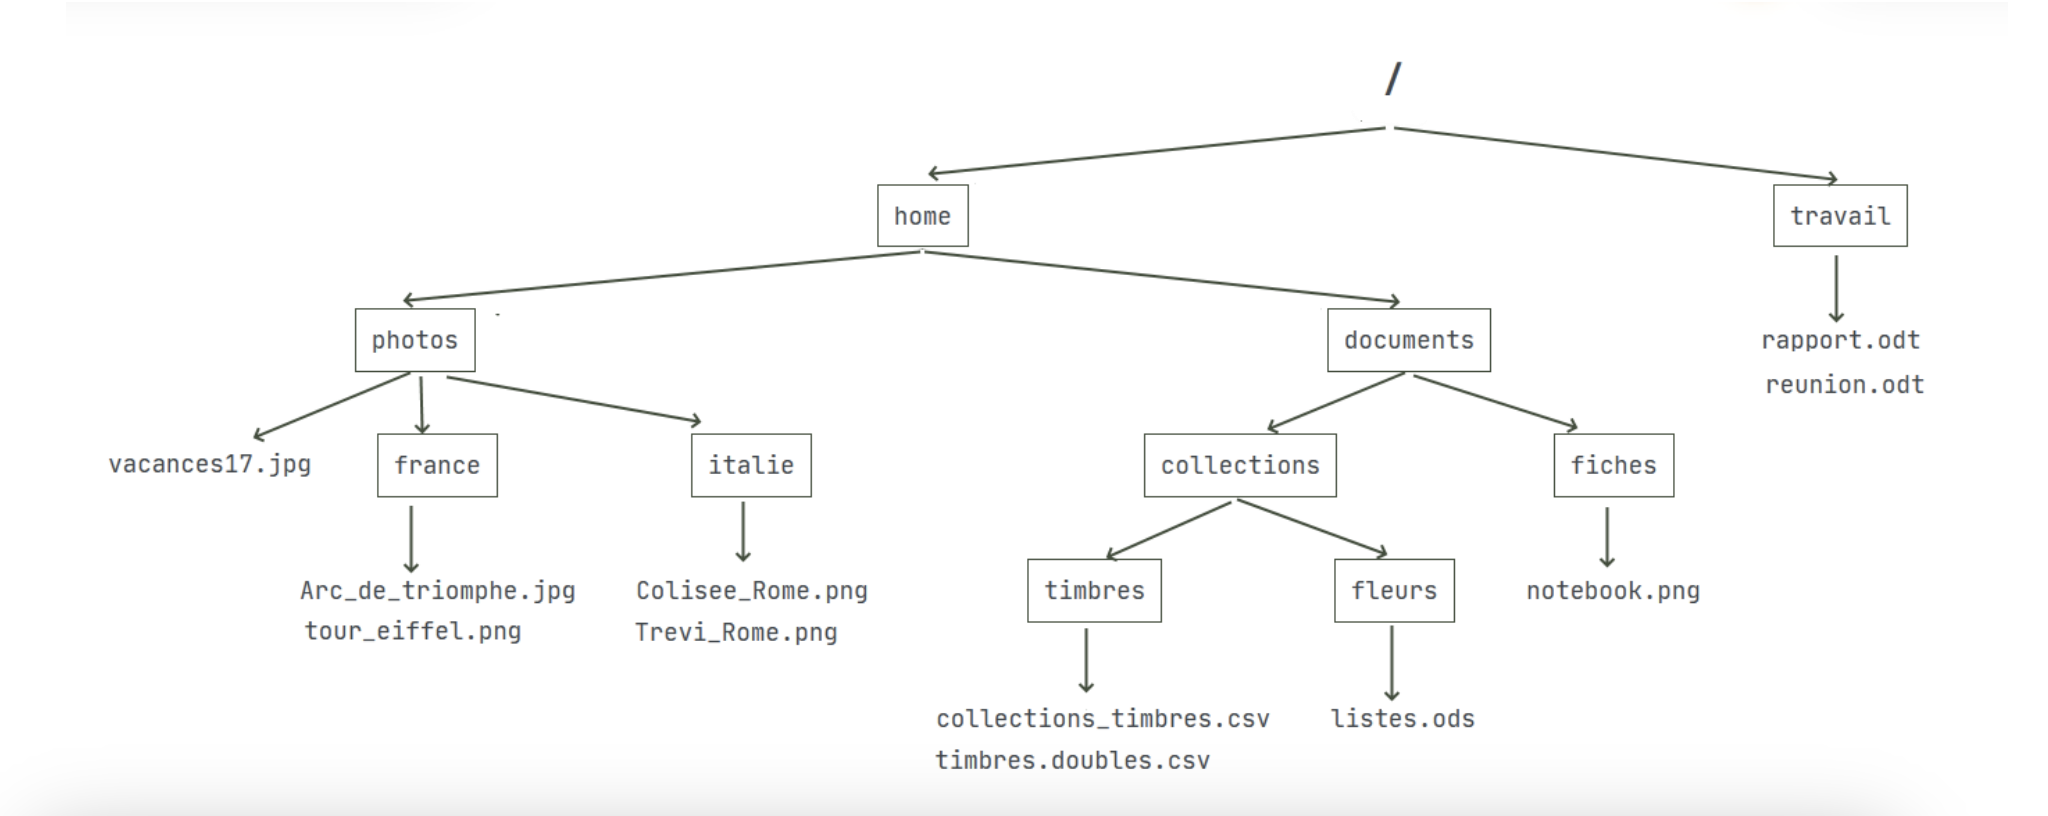 /
home
travail
photos
documents
rapport.odt
reunion.odt
vacances17.jpg
france
italie
collections
fiches
Arc_de_triomphe.jpg
tour_eiffel.png
Colisee_Rome.png
Trevi_Rome.png
timbres
fleurs
notebook.png
collections_timbres.csv
timbres.doubles.csv
listes.ods